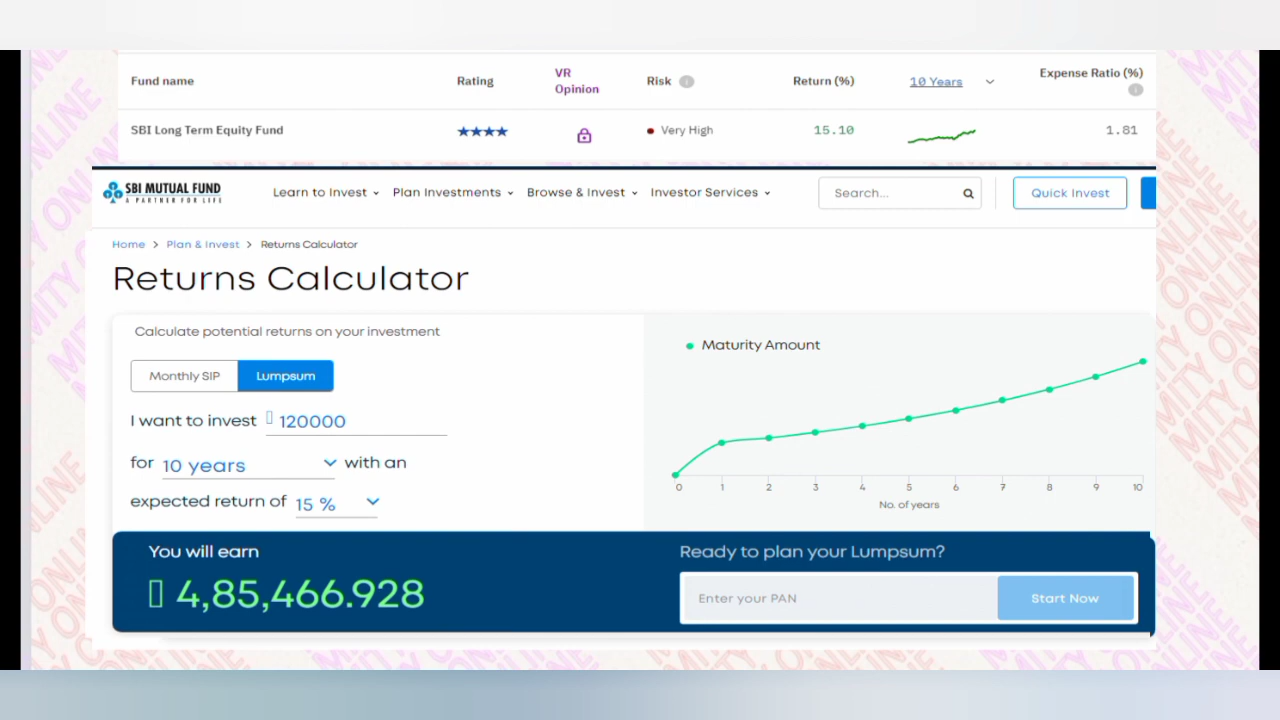 Fund name Rating VR Opinion Risk Return (%) 10 Years Expense Ratio (%)
SBI Long Term Equity Fund ★★★★ Very High 15.10 1.81
SBI MUTUAL FUND
A PARTNER FOR LIFE
Learn to Invest Plan Investments Browse & Invest Investor Services Search... Quick Invest
Home > Plan & Invest > Returns Calculator
Returns Calculator
Calculate potential returns on your investment
Monthly SIP Lumpsum
I want to invest 120000
for 10 years with an
expected return of 15 %
Maturity Amount
0 1 2 3 4 5 6 7 8 9 10
No. of years
You will earn
4,85,466.928
Ready to plan your Lumpsum?
Enter your PAN Start Now